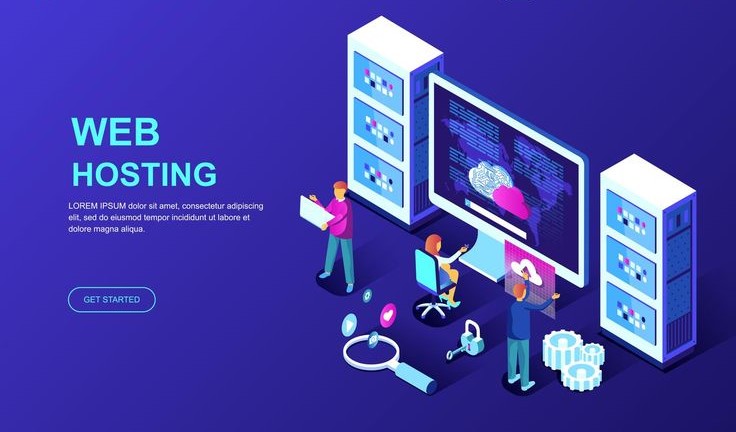 WEB
HOSTING
LOREM IPSUM dolor sit amet, consectetur adipiscing
elit, sed do eiusmod tempor incididunt ut labore et
dolore magna aliqua.
GET STARTED